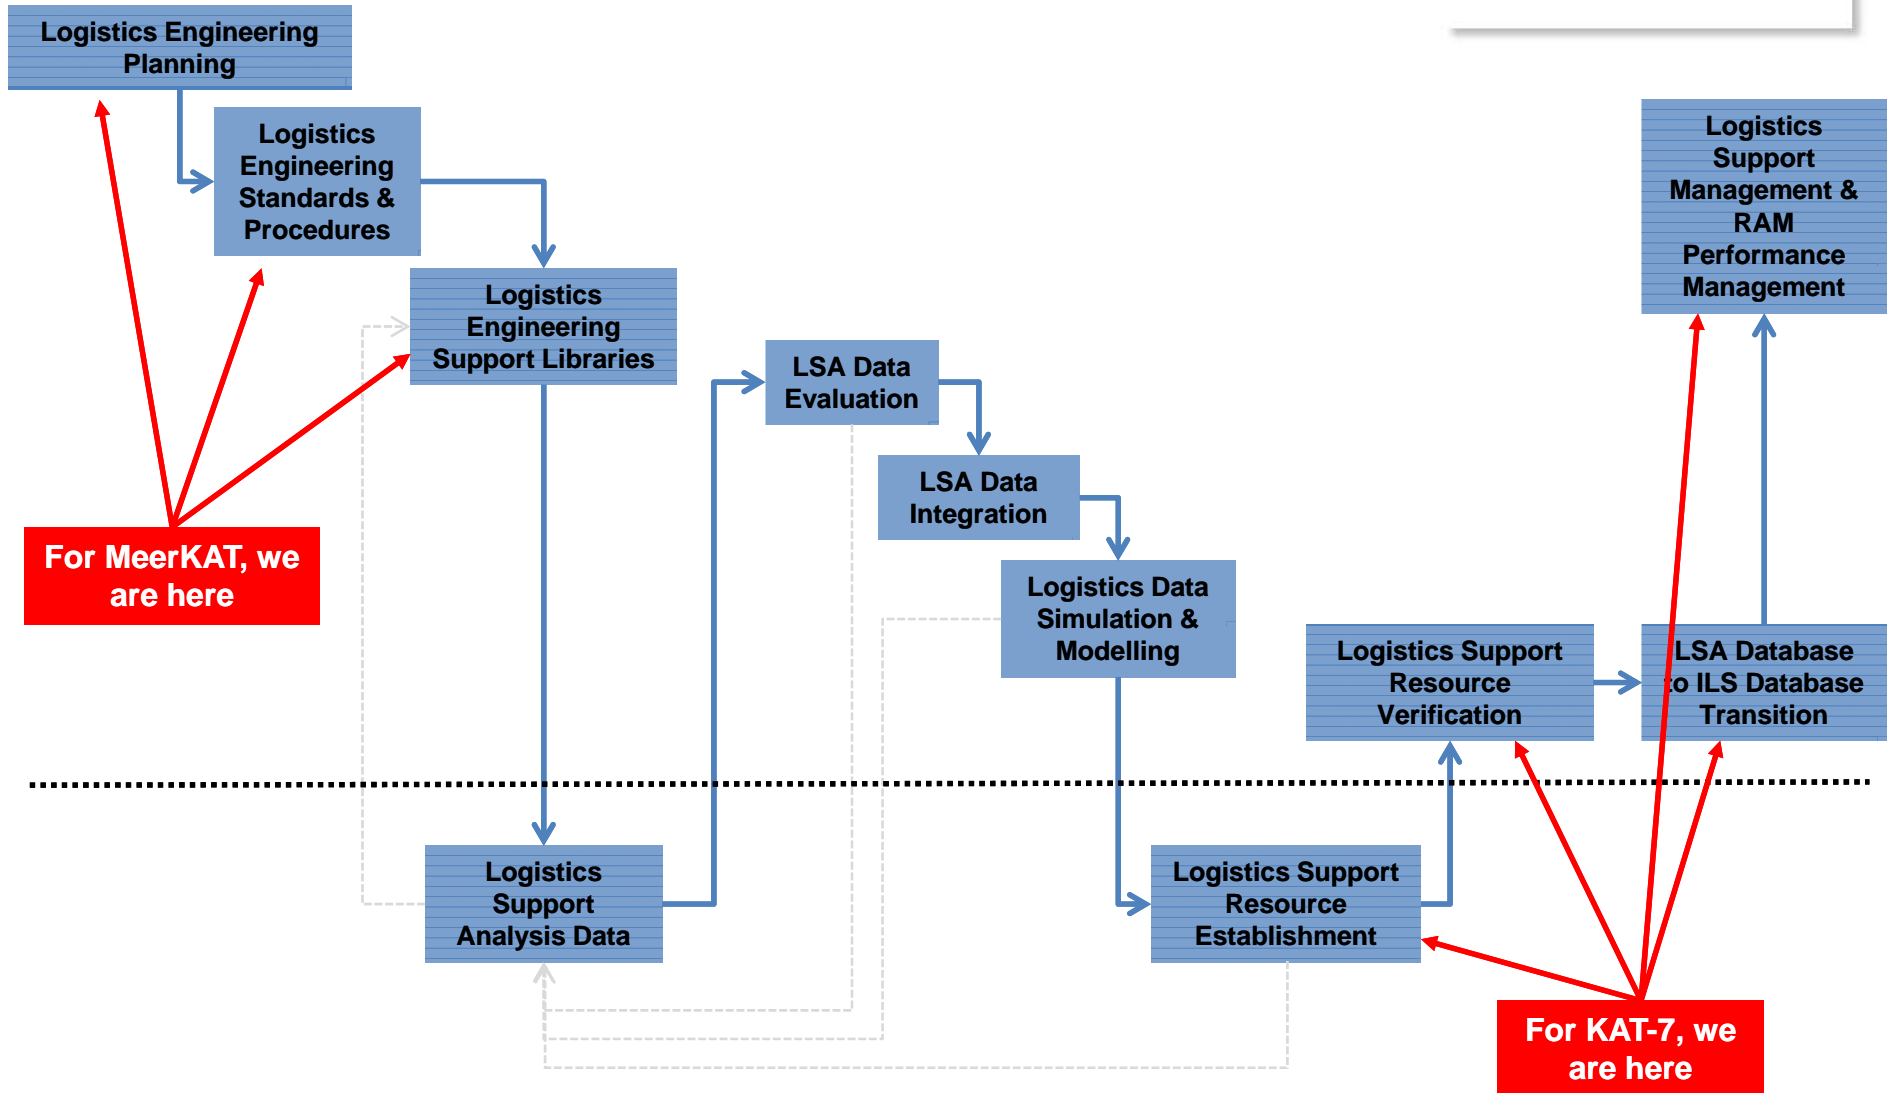 Logistics Engineering
Planning
Logistics
Engineering
Standards &
Procedures
Logistics
Engineering
Support Libraries
LSA Data
Evaluation
LSA Data
Integration
Logistics Data
Simulation &
Modelling
Logistics
Support
Management &
RAM
Performance
Management
For MeerKAT, we
are here
Logistics Support
Resource
Verification
LSA Database
to ILS Database
Transition
Logistics
Support
Analysis Data
Logistics Support
Resource
Establishment
For KAT-7, we
are here